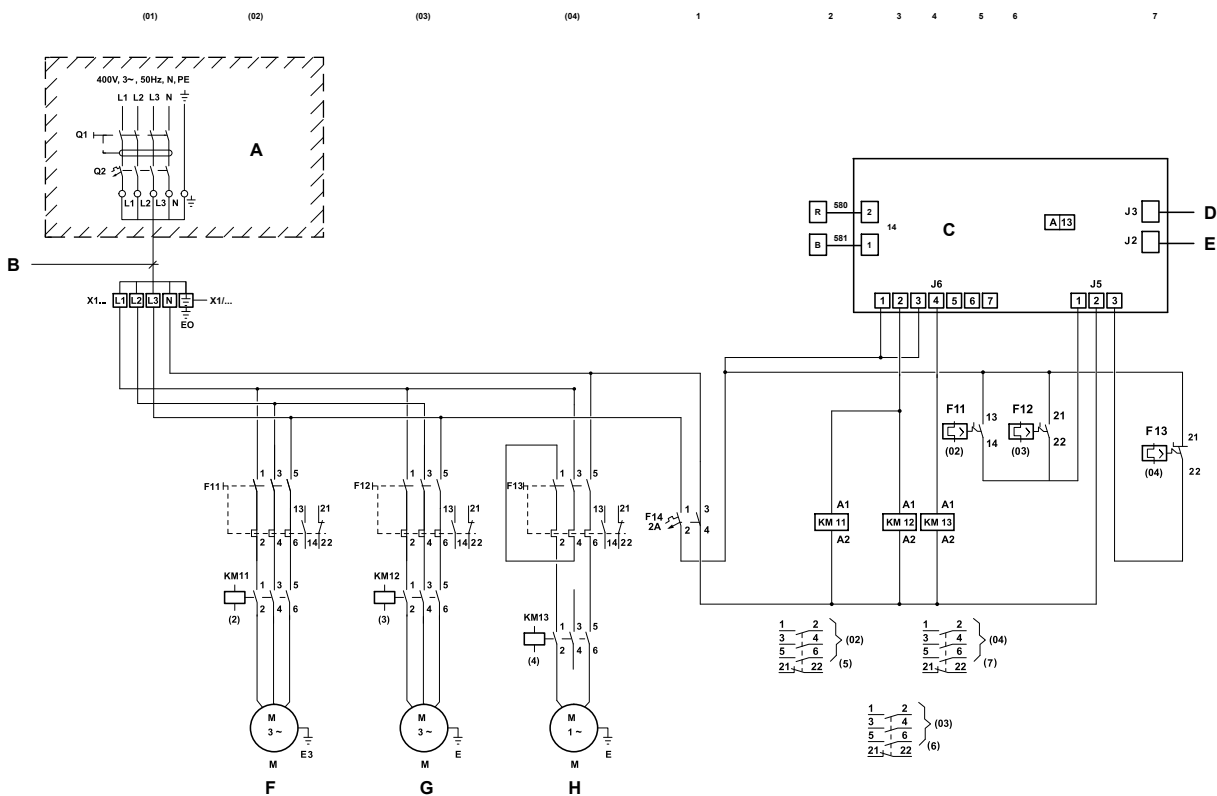 (01) (02) (03) (04) 1 2 3 4 5 6 7
400V, 3~ , 50Hz, N, PE
L1 L2 L3 N
Q1
A
Q2
L1 L2 L3 N
B
X1... L1 L2 L3 N X1/...
EO
R 580 2
14
B 581 1
C
A 13
J3 D
J2 E
J6
1 2 3 4 5 6 7
J5
1 2 3
F11
13
14
(02)
F12
21
22
(03)
F13
21
22
(04)
F11
1 3 5
13 21
2 4 6 14 22
F12
1 3 5
13 21
2 4 6 14 22
F13
1 3 5
13 21
2 4 6 14 22
F14
2A
1 3
2 4
A1 A1 A1
KM 11 KM 12 KM 13
A2 A2 A2
KM11
1 3 5
2 4 6
(2)
KM12
1 3 5
2 4 6
(3)
KM13
1 3 5
2 4 6
(4)
1 2
3 4
5 6
21 22
(02)
(5)
1 2
3 4
5 6
21 22
(04)
(7)
1 2
3 4
5 6
21 22
(03)
(6)
M
3 ~
E3
M
F
M
3 ~
E
M
G
M
1 ~
E
M
H